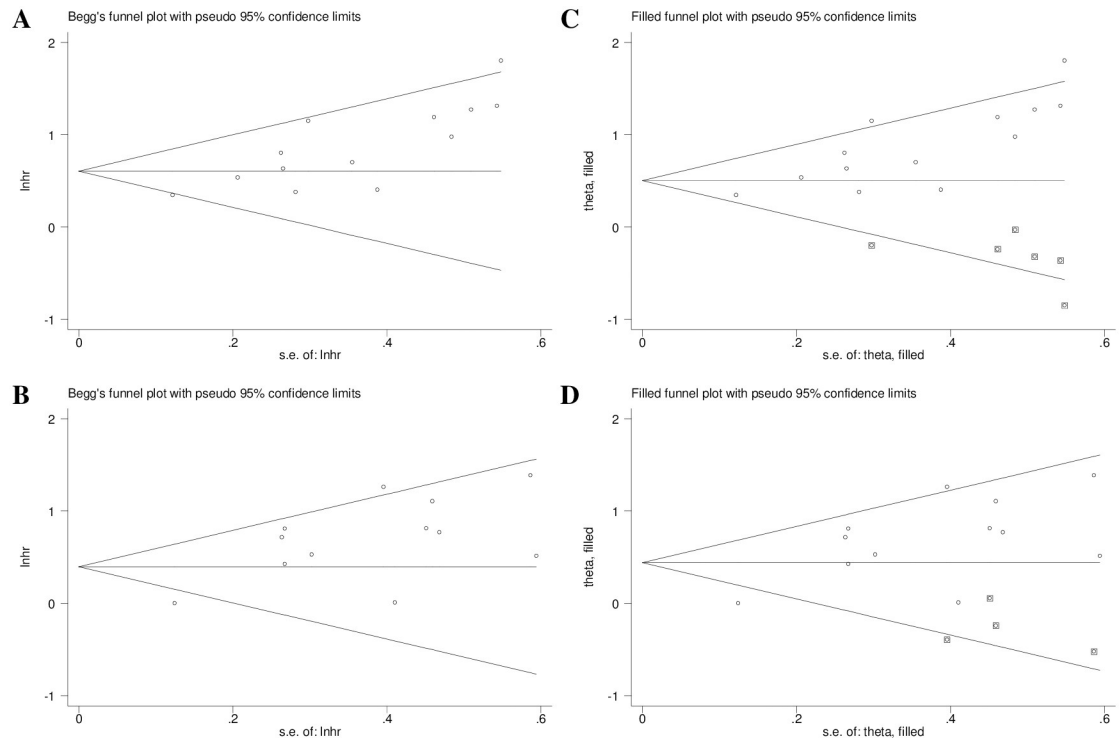 A
Begg's funnel plot with pseudo 95% confidence limits
lnhr
2
1
0
-1
0 .2 .4 .6
s.e. of: lnhr
C
Filled funnel plot with pseudo 95% confidence limits
theta, filled
2
1
0
-1
0 .2 .4 .6
s.e. of: theta, filled
B
Begg's funnel plot with pseudo 95% confidence limits
lnhr
2
1
0
-1
0 .2 .4 .6
s.e. of: lnhr
D
Filled funnel plot with pseudo 95% confidence limits
theta, filled
2
1
0
-1
0 .2 .4 .6
s.e. of: theta, filled